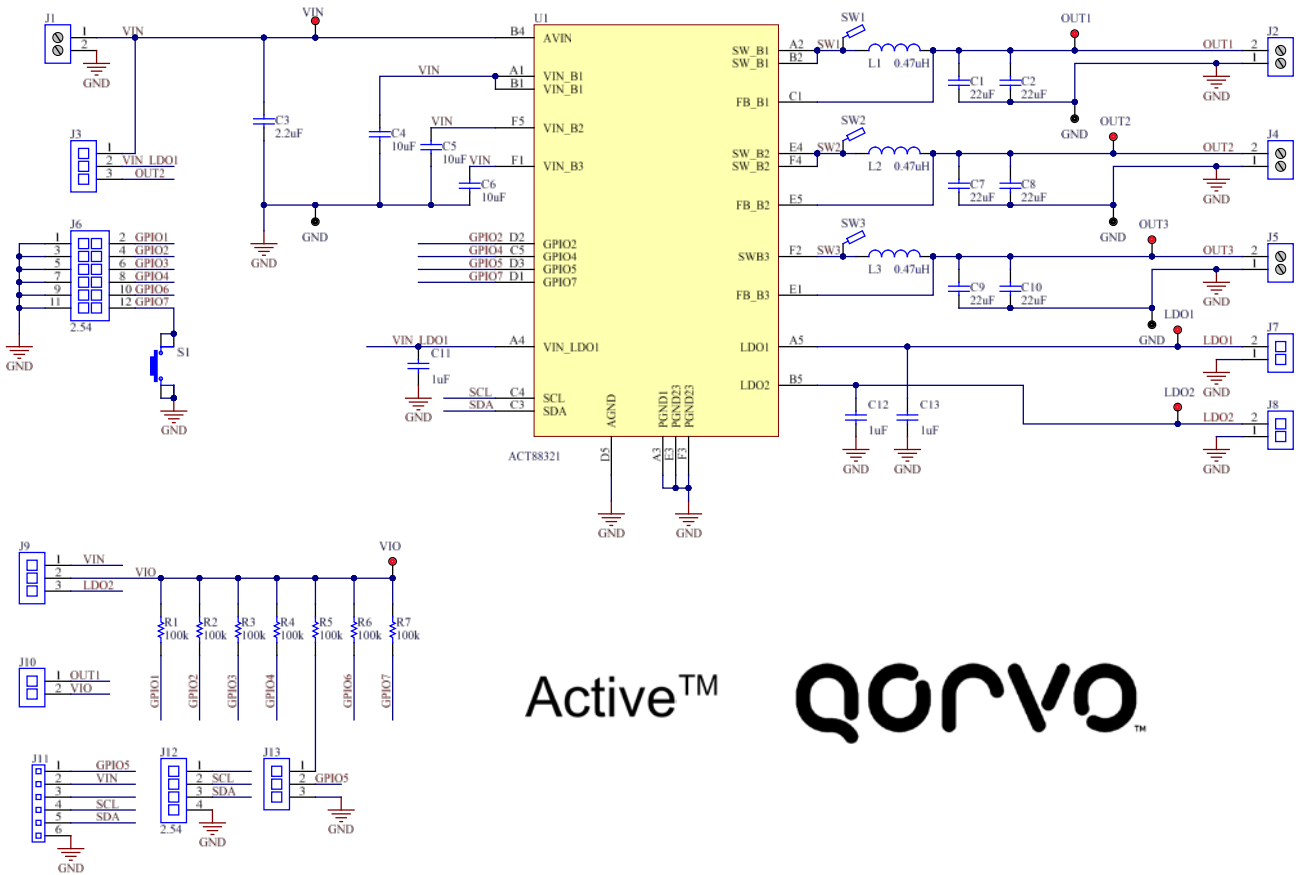 J1
1
2
VIN
GND
VIN
C3
2.2uF
J3
1
2
3
VIN_LDO1
OUT2
GND
GND
VIN
C4
10uF
VIN
C5
10uF
VIN
C6
10uF
J6
1 2 GPIO1
3 4 GPIO2
5 6 GPIO3
7 8 GPIO4
9 10 GPIO6
11 12 GPIO7
2.54
GND
S1
GND
U1
B4 AVIN
A1 VIN_B1
B1 VIN_B1
F5 VIN_B2
F1 VIN_B3
GPIO2 D2 GPIO2
GPIO4 C5 GPIO4
GPIO5 D3 GPIO5
GPIO7 D1 GPIO7
VIN_LDO1 A4 VIN_LDO1
C11
1uF
GND
SCL C4 SCL
SDA C3 SDA
AGND
D5
PGND1
PGND23
PGND23
A3
E3
F3
ACT88321
GND
GND
SW_B1 A2 SW1
SW_B1 B2
FB_B1 C1
SW_B2 E4 SW2
SW_B2 F4
FB_B2 E5
SWB3 F2 SW3
FB_B3 E1
LDO1 A5
LDO2 B5
SW1
L1 0.47uH
C1
22uF
C2
22uF
OUT1
GND
OUT1
J2
2
1
GND
SW2
L2 0.47uH
C7
22uF
C8
22uF
OUT2
GND
OUT2
J4
2
1
GND
SW3
L3 0.47uH
C9
22uF
C10
22uF
OUT3
GND
OUT3
J5
2
1
GND
LDO1
LDO1
J7
2
1
GND
LDO2
LDO2
J8
2
1
GND
C12
1uF
GND
C13
1uF
GND
J9
1 VIN
2 VIO
3 LDO2
VIO
R1
100k
R2
100k
R3
100k
R4
100k
R5
100k
R6
100k
R7
100k
GPIO1
GPIO2
GPIO3
GPIO4
GPIO6
GPIO7
J10
1 OUT1
2 VIO
J11
1 GPIO5
2 VIN
3
4 SCL
5 SDA
6
GND
J12
1
2 SCL
3 SDA
4
2.54
GND
J13
1
2 GPIO5
3
GND
Active™
QORVO™